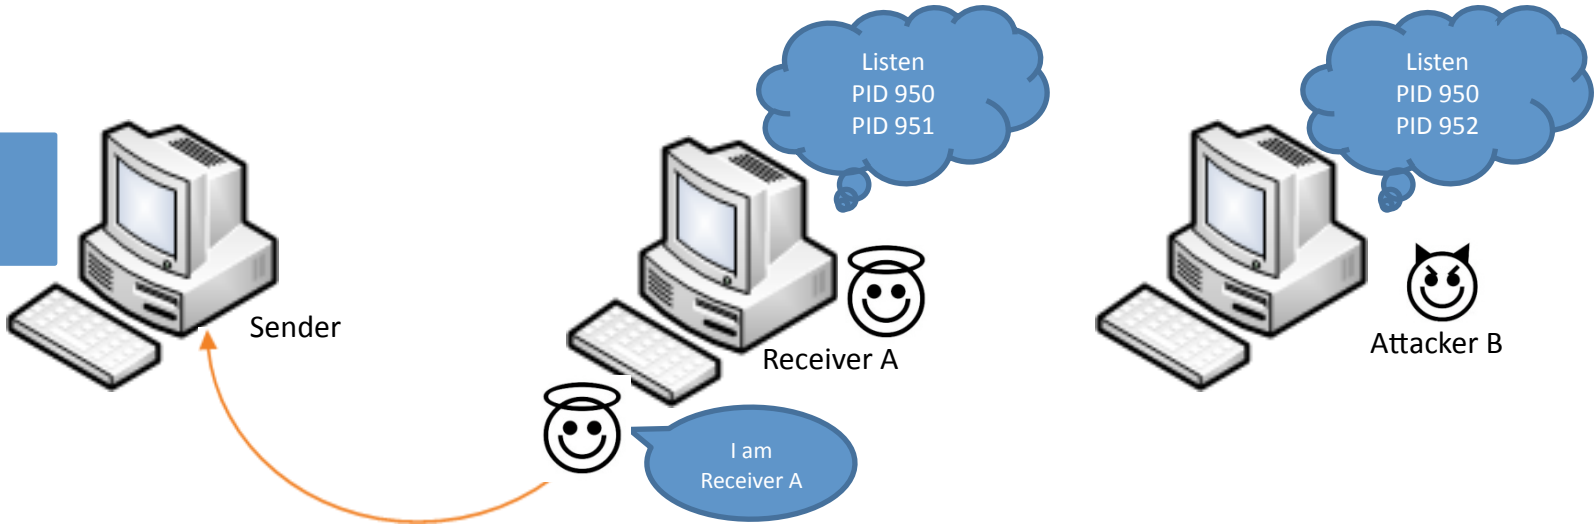 Listen
PID 950
PID 951
Listen
PID 950
PID 952
Sender
Receiver A
Attacker B
I am
Receiver A